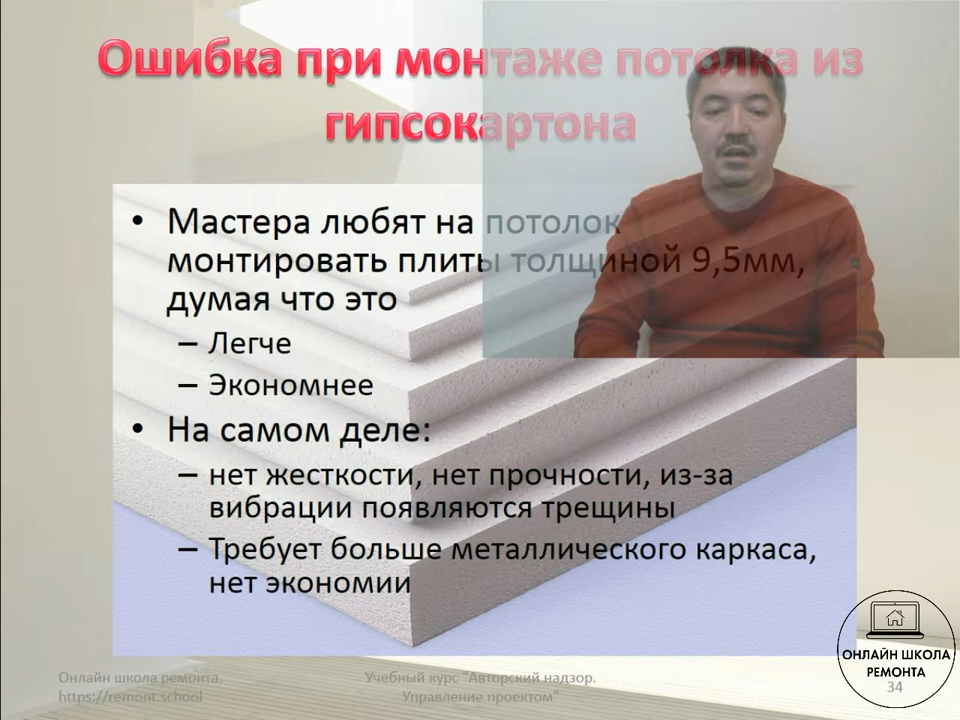 Ошибка при монтаже потолка из
гипсокартона
• Мастера любят на потолок
монтировать плиты толщиной 9,5мм,
думая что это
– Легче
– Экономнее
• На самом деле:
– нет жесткости, нет прочности, из-за
вибрации появляются трещины
– Требует больше металлического каркаса,
нет экономии
Онлайн школа ремонта.
https://remont.school
Учебный курс "Авторский надзор.
Управление проектом"
ОНЛАЙН ШКОЛА
РЕМОНТА
34